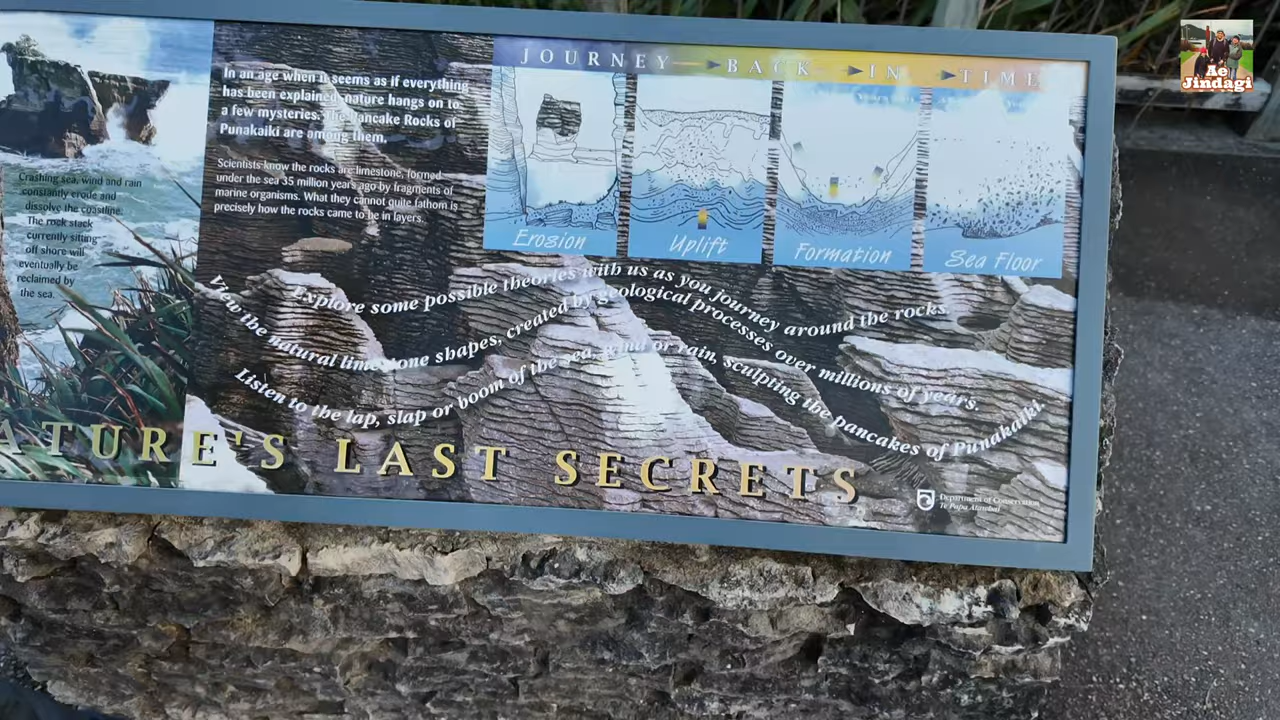 Crashing sea, wind and rain
constantly erode and
dissolve the coastline.
The rock stack
currently sitting
off shore will
eventually be
reclaimed by
the sea.
In an age when it seems as if everything
has been explained nature hangs on to
a few mysteries. The Pancake Rocks of
Punakaiki are among them.
Scientists know the rocks are limestone, formed
under the sea 35 million years ago by fragments of
marine organisms. What they cannot quite fathom is
precisely how the rocks came to be in layers.
JOURNEY BACK IN TIME
Erosion
Uplift
Formation
Sea Floor
Explore some possible theories with us as you journey around the rocks.
View the natural limestone shapes, created by geological processes over millions of years.
Listen to the lap, slap or boom of the sea, wind or rain, sculpting the pancakes of Punakaiki.
ATURE'S LAST SECRETS
Department of Conservation
Te Papa Atawhai
Ae
Jindagi